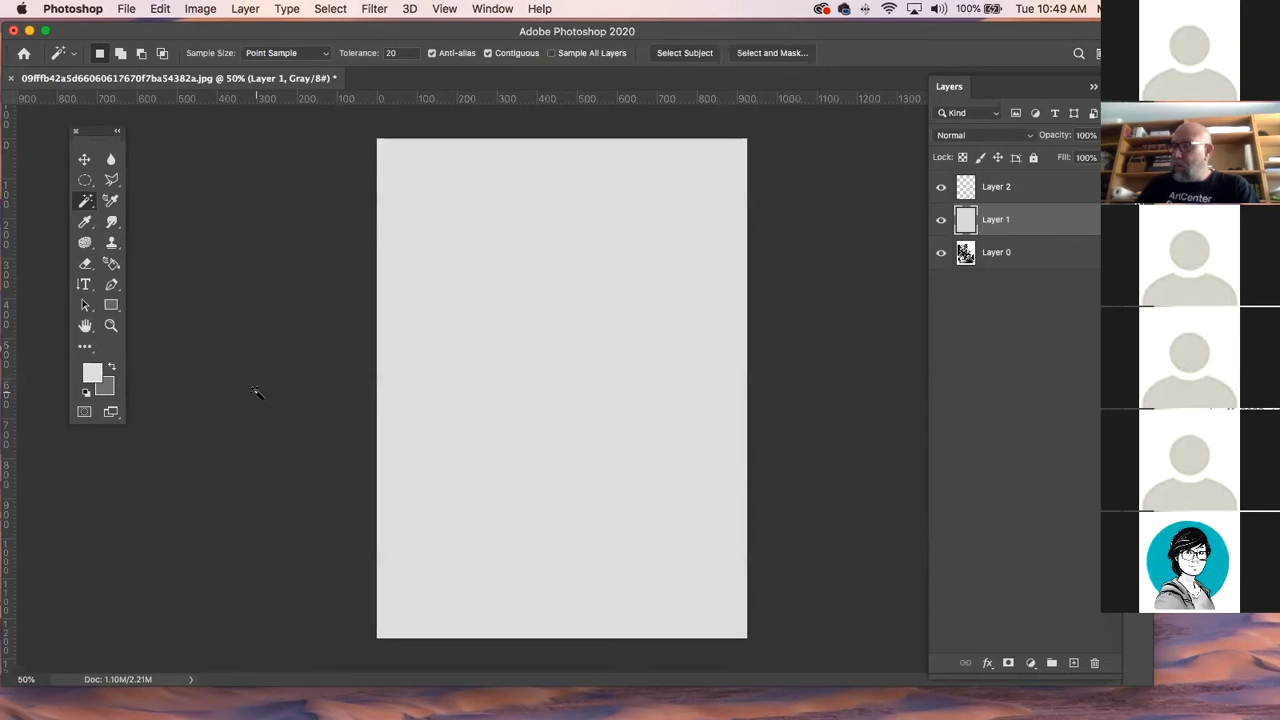 Photoshop File Edit Image Layer Type Select Filter 3D View Window Help 100% Tue 10:49 AM
Adobe Photoshop 2020
Sample Size: Point Sample Tolerance: 20 Anti-alias Contiguous Sample All Layers Select Subject Select and Mask...
09fffb42a5d66060617670f7ba54382a.jpg @ 50% (Layer 1, Gray/8#) *
Layers
900 800 700 600 500 400 300 200 100 0 100 200 300 400 500 600 700 800 900 1000 1100 1200 1300
Kind
Normal Opacity: 100%
Lock: Fill: 100%
Layer 2
Layer 1
Layer 0
ArtCenter
50% Doc: 1.10M/2.21M